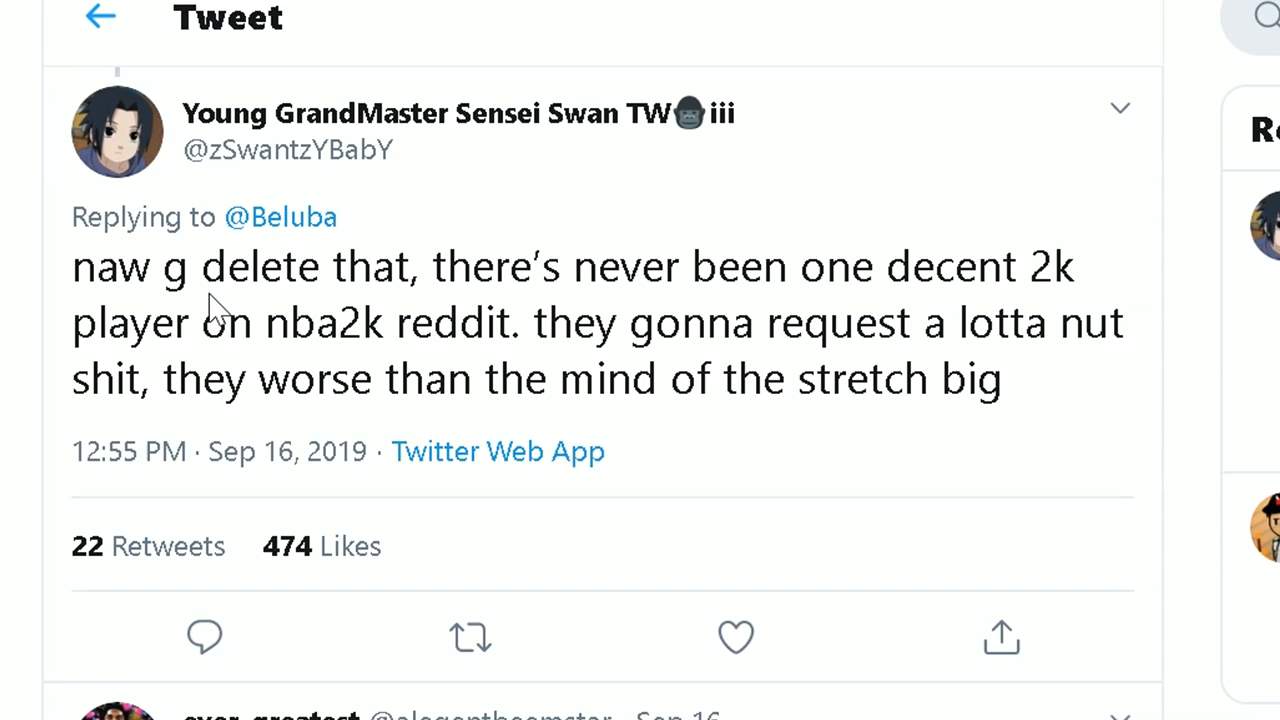 Tweet
Young GrandMaster Sensei Swan TW🦍iii
@zSwantzYBabY
Replying to @Beluba
naw g delete that, there's never been one decent 2k
player on nba2k reddit. they gonna request a lotta nut
shit, they worse than the mind of the stretch big
12:55 PM · Sep 16, 2019 · Twitter Web App
22 Retweets 474 Likes